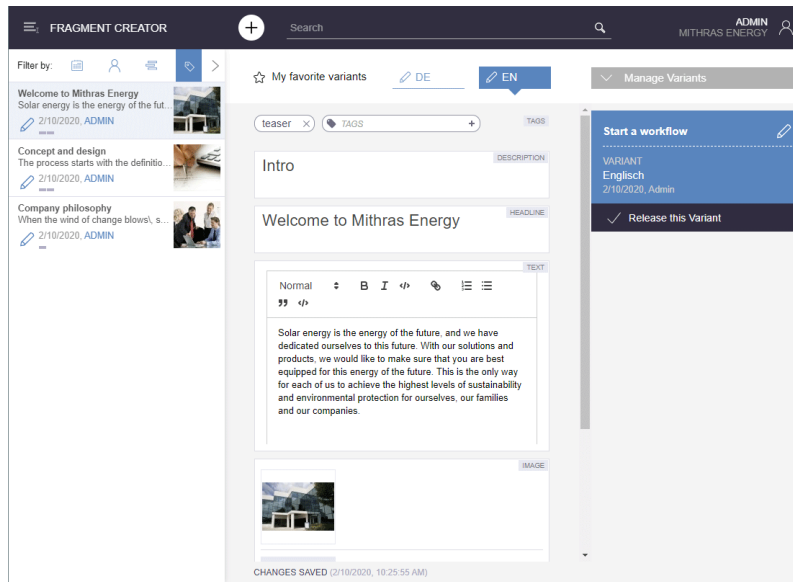 FRAGMENT CREATOR
Search
ADMIN
MITHRAS ENERGY
Filter by:
Welcome to Mithras Energy
Solar energy is the energy of the fut...
2/10/2020, ADMIN
Concept and design
The process starts with the definitio...
2/10/2020, ADMIN
Company philosophy
When the wind of change blows\, s...
2/10/2020, ADMIN
My favorite variants
DE
EN
teaser ×
TAGS
+
TAGS
DESCRIPTION
Intro
HEADLINE
Welcome to Mithras Energy
TEXT
Normal
B I </>
</>
Solar energy is the energy of the future, and we have
dedicated ourselves to this future. With our solutions and
products, we would like to make sure that you are best
equipped for this energy of the future. This is the only way
for each of us to achieve the highest levels of sustainability
and environmental protection for ourselves, our families
and our companies.
IMAGE
CHANGES SAVED (2/10/2020, 10:25:55 AM)
Manage Variants
Start a workflow
VARIANT
Englisch
2/10/2020, Admin
Release this Variant